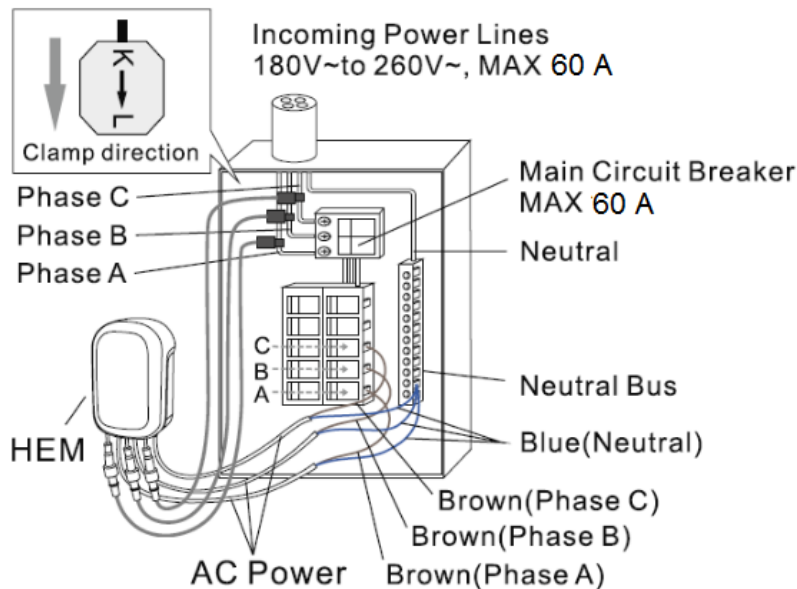 K
L
Clamp direction
Incoming Power Lines
180V~to 260V~, MAX 60 A
Phase C
Phase B
Phase A
Main Circuit Breaker
MAX 60 A
Neutral
C
B
A
Neutral Bus
HEM
Blue(Neutral)
Brown(Phase C)
Brown(Phase B)
Brown(Phase A)
AC Power